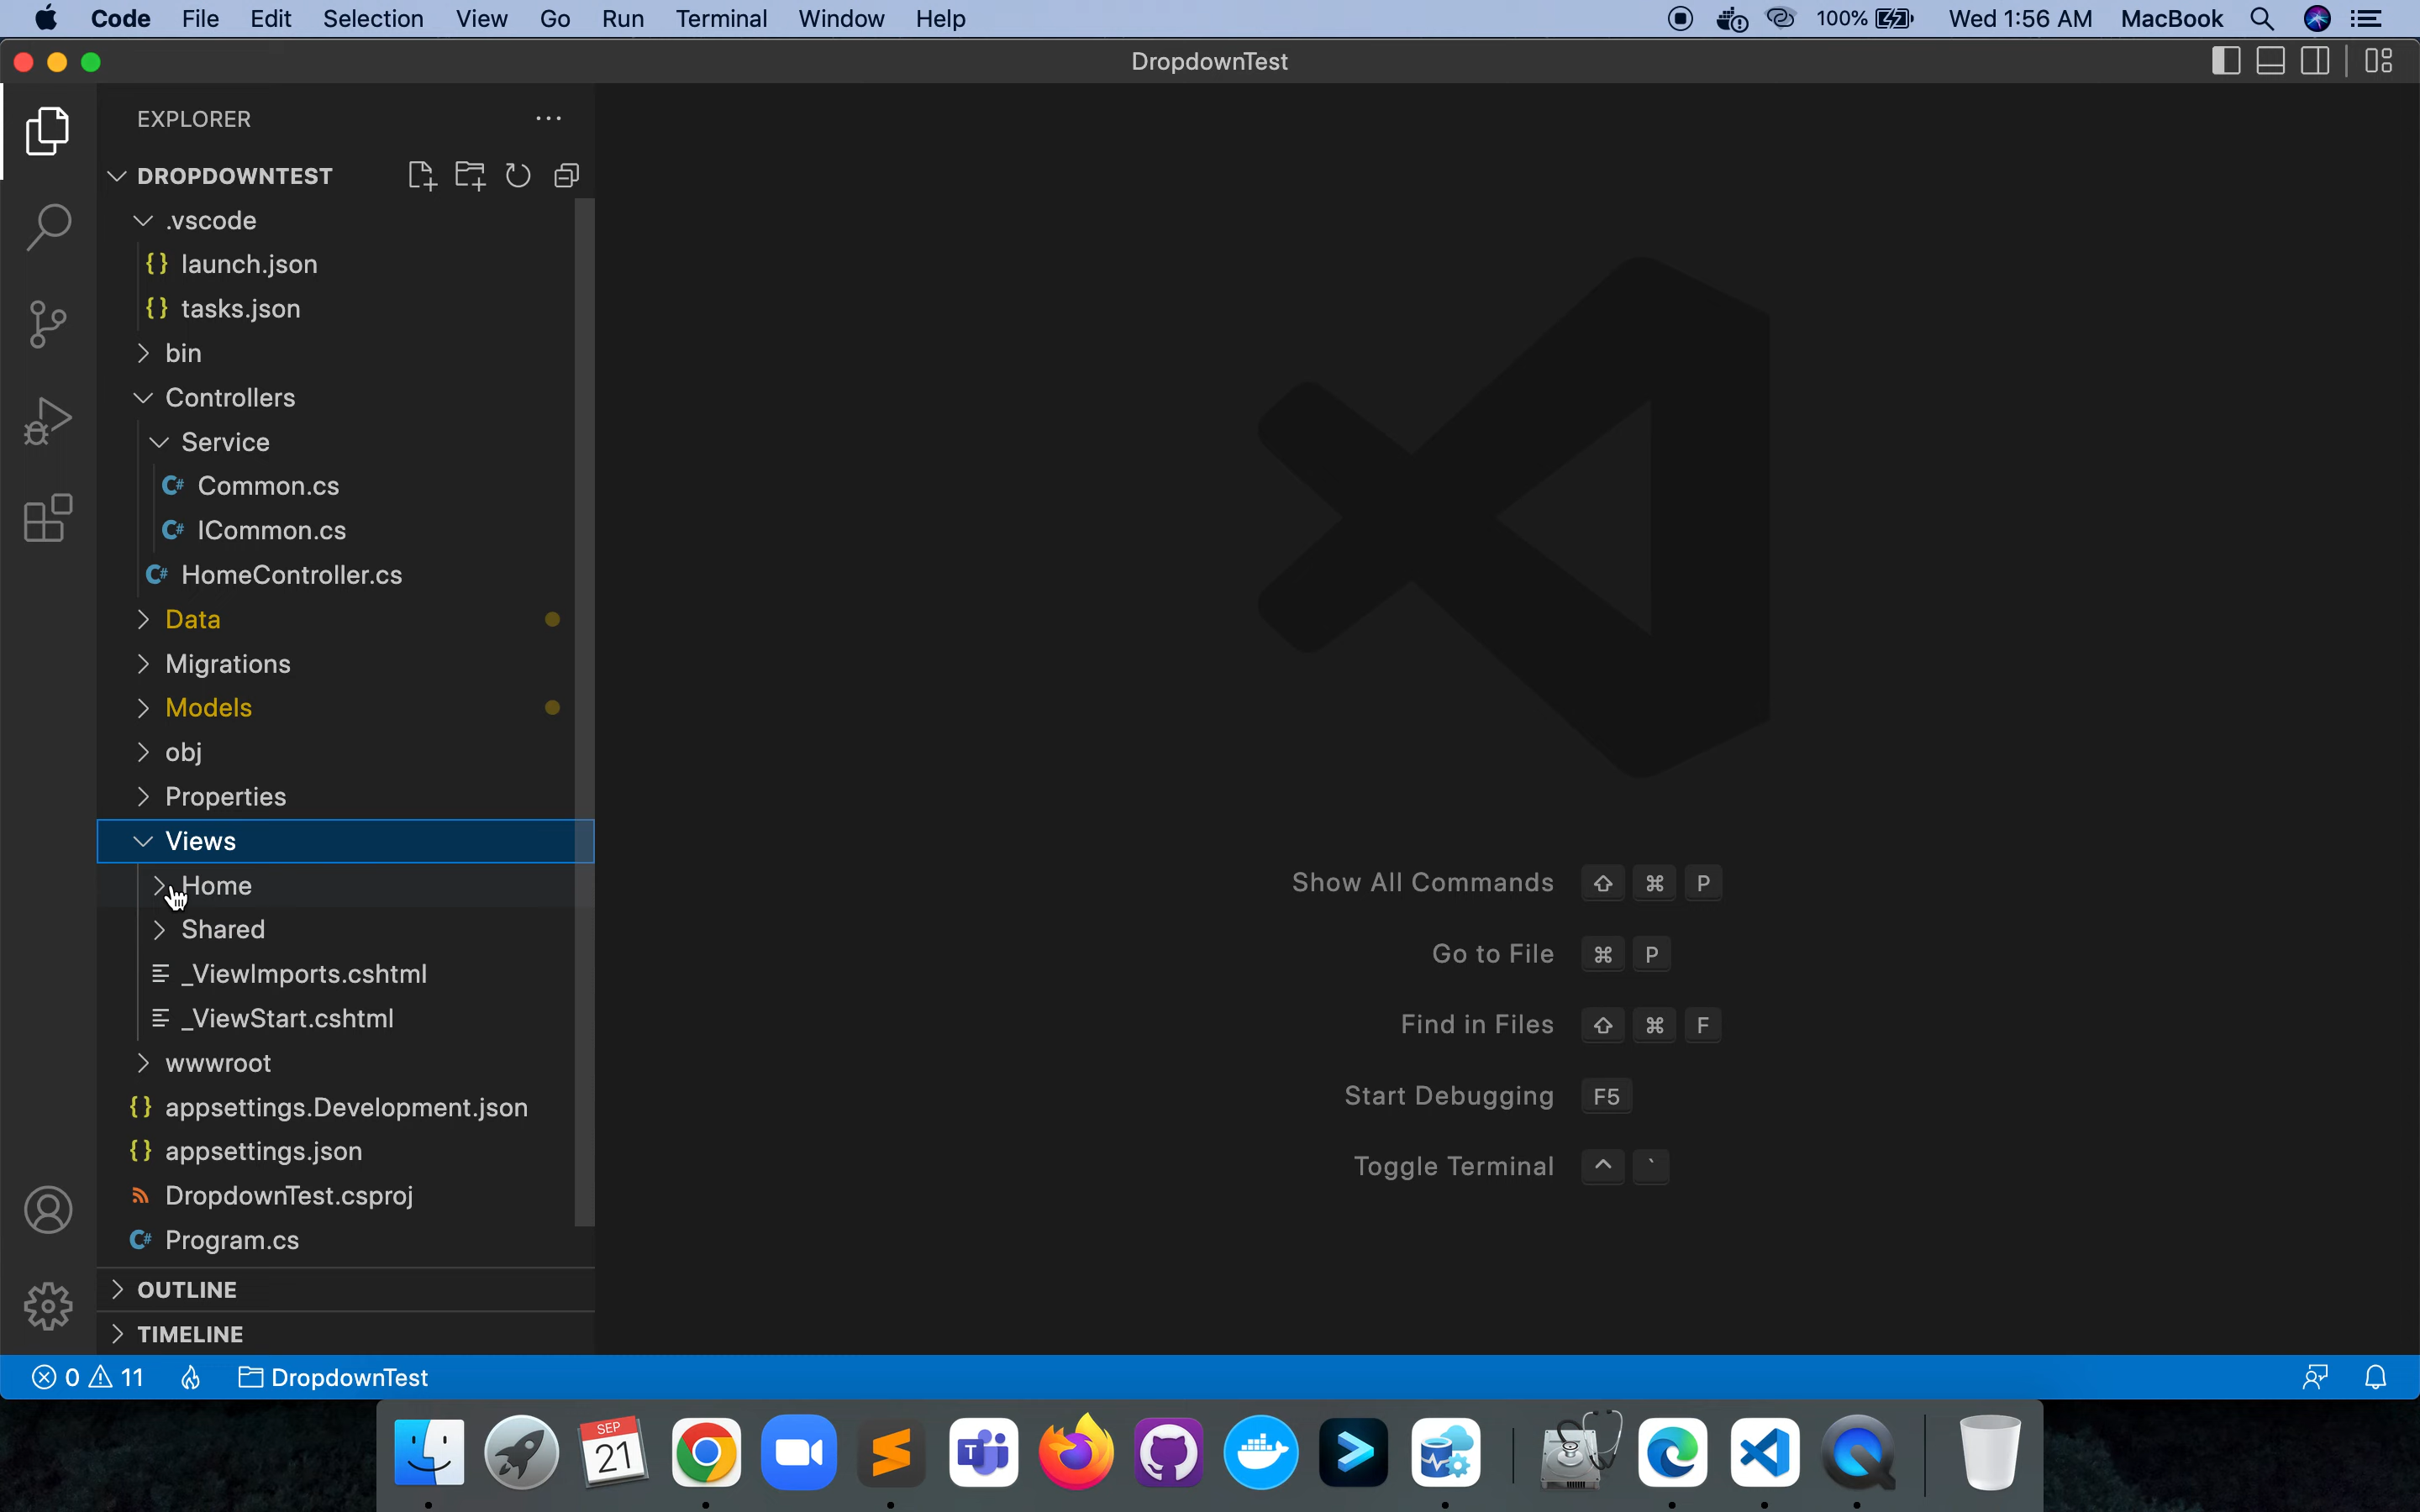 Code File Edit Selection View Go Run Terminal Window Help 100% Wed 1:56 AM MacBook
DropdownTest
EXPLORER ...
DROPDOWNTEST
.vscode
{} launch.json
{} tasks.json
bin
Controllers
Service
C# Common.cs
C# ICommon.cs
C# HomeController.cs
Data
Migrations
Models
obj
Properties
Views
Home
Shared
_ViewImports.cshtml
_ViewStart.cshtml
wwwroot
{} appsettings.Development.json
{} appsettings.json
DropdownTest.csproj
C# Program.cs
OUTLINE
TIMELINE
Show All Commands ⇧ ⌘ P
Go to File ⌘ P
Find in Files ⇧ ⌘ F
Start Debugging F5
Toggle Terminal ^ `
0 11 DropdownTest
SEP
21
T